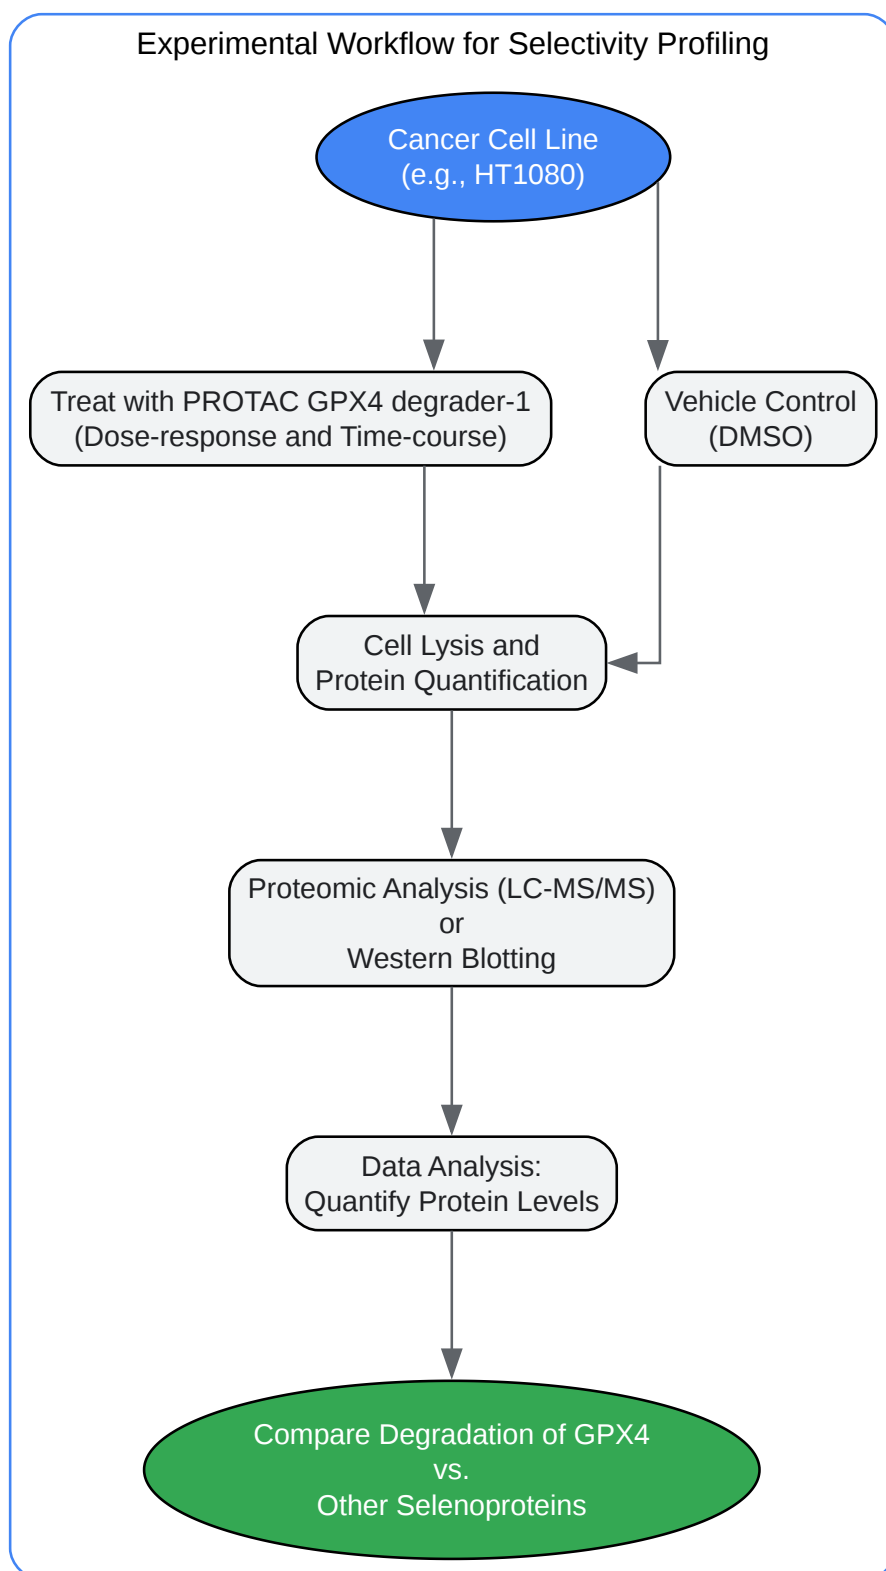 Experimental Workflow for Selectivity Profiling
Cancer Cell Line
(e.g., HT1080)
Treat with PROTAC GPX4 degrader-1
(Dose-response and Time-course)
Vehicle Control
(DMSO)
Cell Lysis and
Protein Quantification
Proteomic Analysis (LC-MS/MS)
or
Western Blotting
Data Analysis:
Quantify Protein Levels
Compare Degradation of GPX4
vs.
Other Selenoproteins